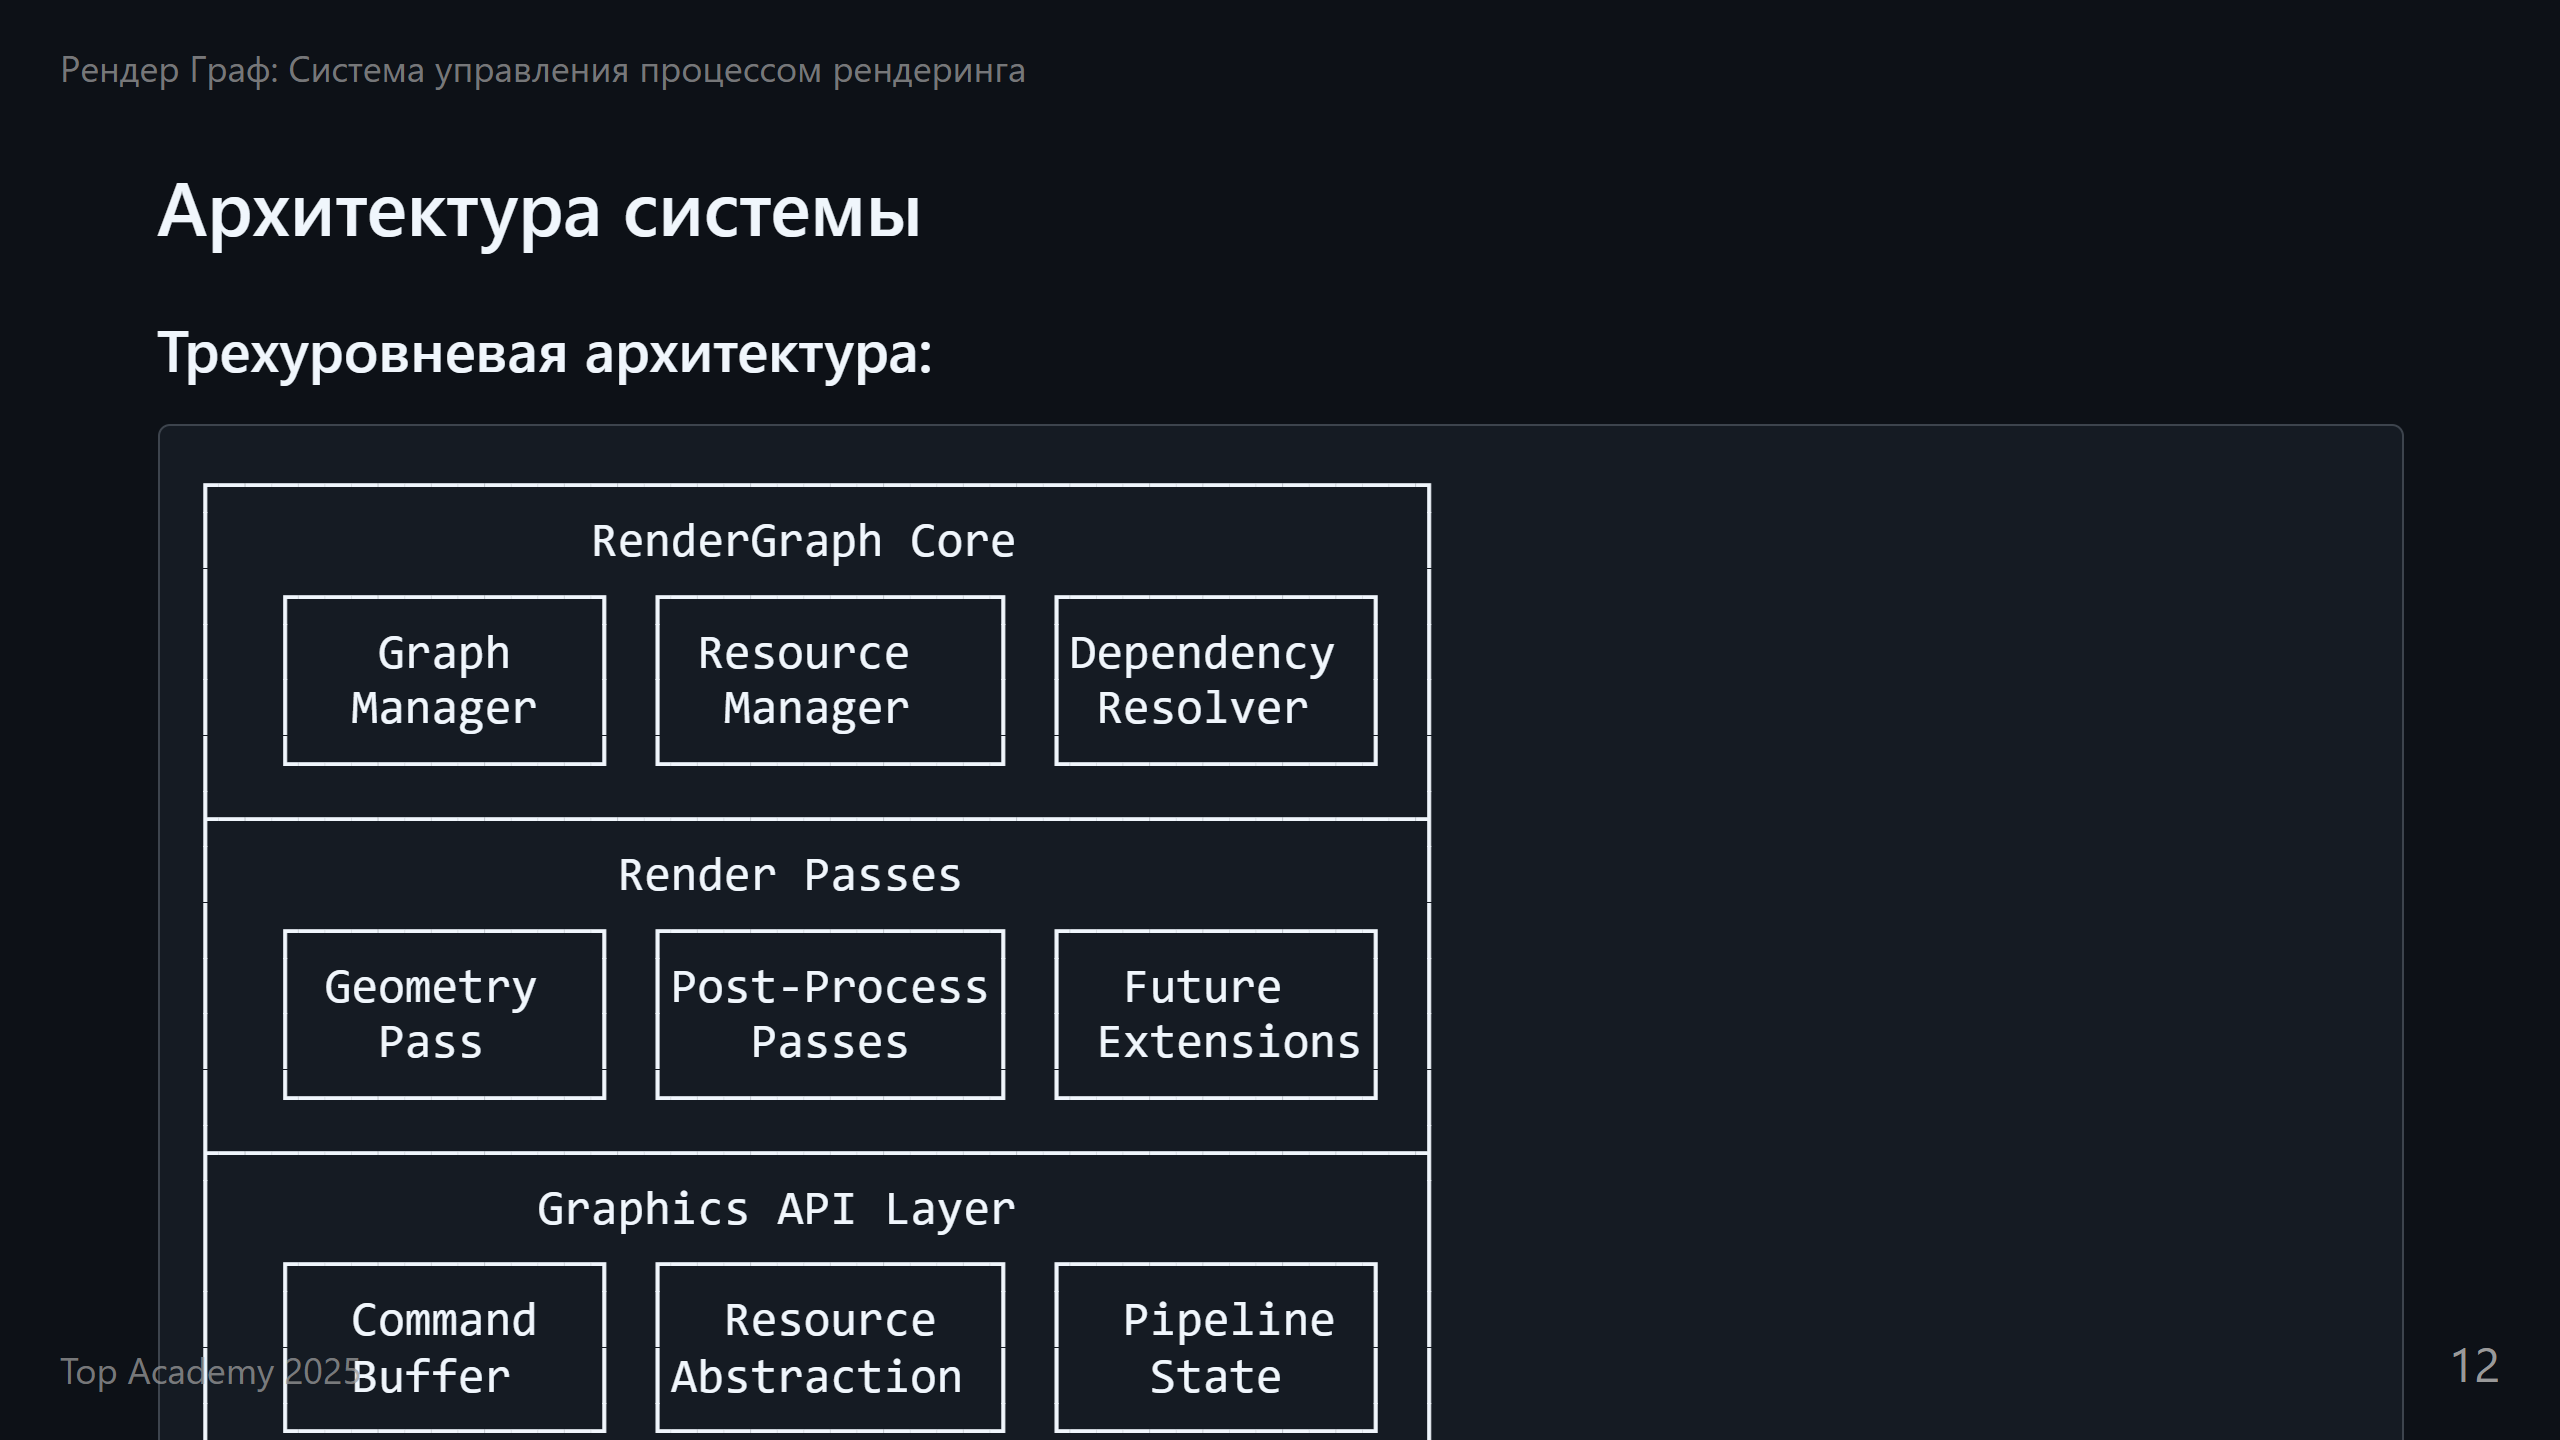 Рендер Граф: Система управления процессом рендеринга
Архитектура системы
Трехуровневая архитектура:
RenderGraph Core
Graph Resource Dependency
Manager Manager Resolver
Render Passes
Geometry Post-Process Future
Pass Passes Extensions
Graphics API Layer
Command Resource Pipeline
Buffer Abstraction State
Top Academy 2025
12